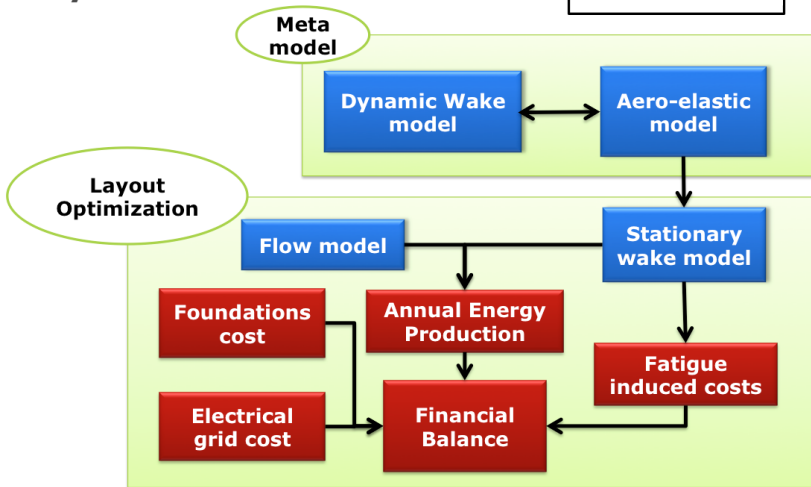 Meta
model
Dynamic Wake
model
Aero-elastic
model
Layout
Optimization
Flow model
Stationary
wake model
Foundations
cost
Annual Energy
Production
Fatigue
induced costs
Electrical
grid cost
Financial
Balance